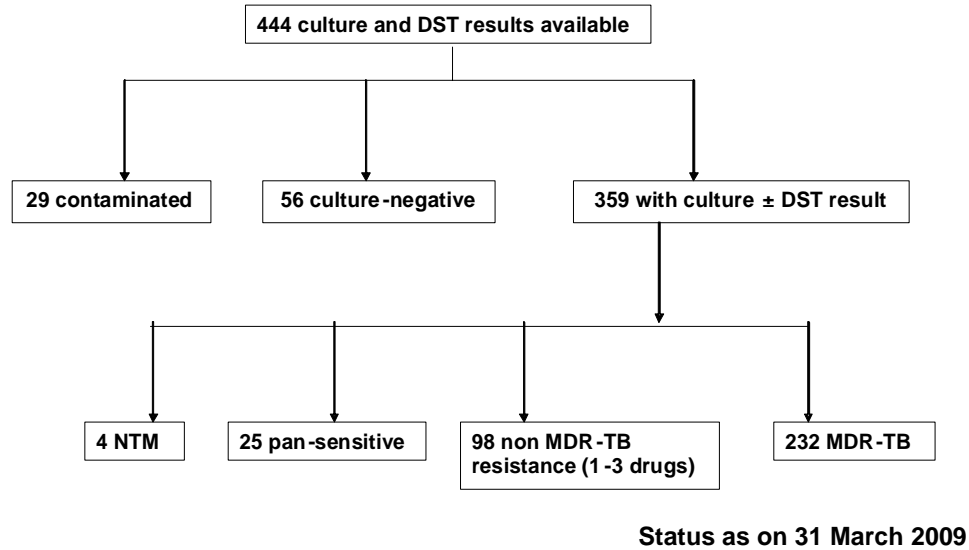 444 culture and DST results available
29 contaminated
56 culture-negative
359 with culture ± DST result
4 NTM
25 pan-sensitive
98 non MDR-TB
resistance (1-3 drugs)
232 MDR-TB
Status as on 31 March 2009